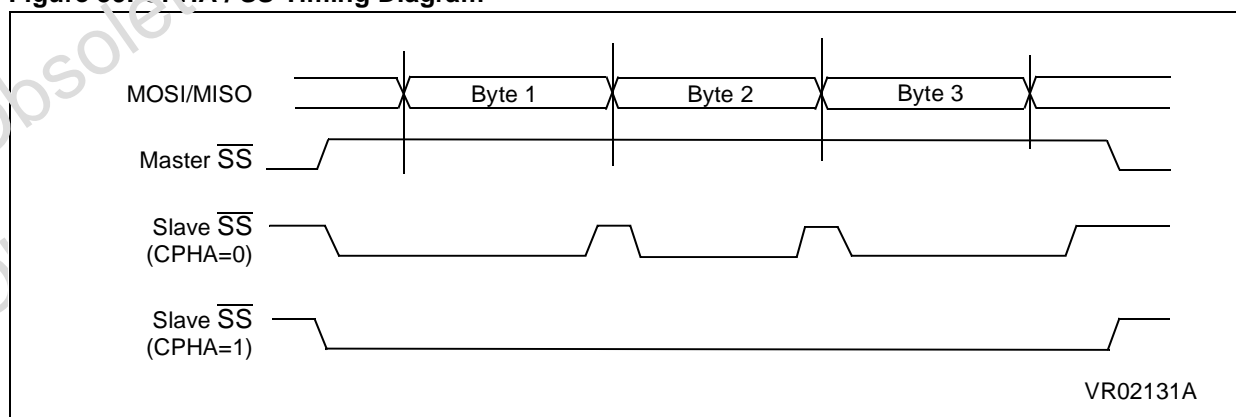 MOSI/MISO
Byte 1
Byte 2
Byte 3
Master SS
Slave SS
(CPHA=0)
Slave SS
(CPHA=1)
VR02131A